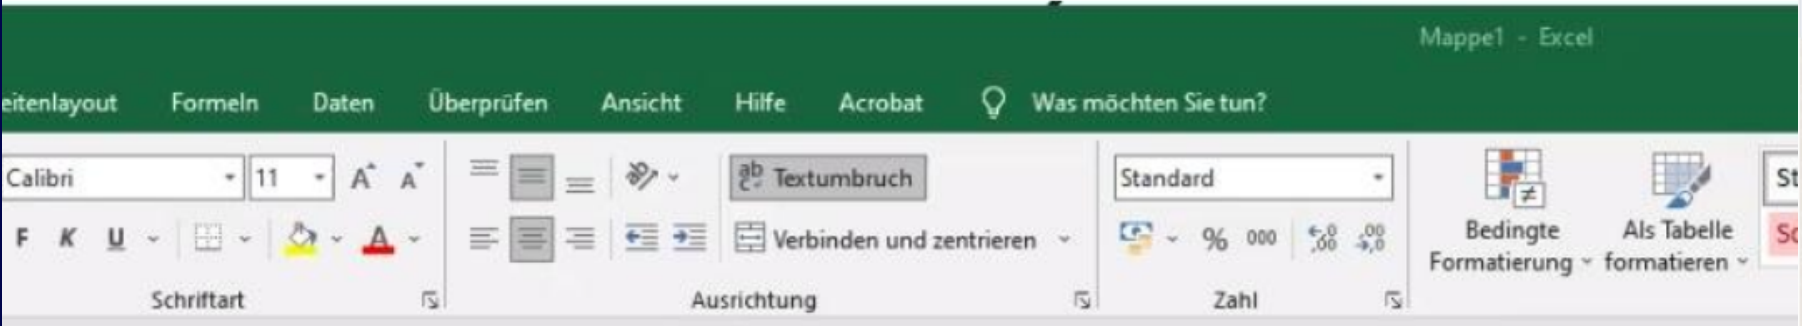 Mappe1 - Excel
eitenlayout Formeln Daten Überprüfen Ansicht Hilfe Acrobat Was möchten Sie tun?
Calibri 11 A A ab Textumbruch Standard St
F K U A Verbinden und zentrieren % 000 Bedingte Formatierung Als Tabelle formatieren Sc
Schriftart Ausrichtung Zahl